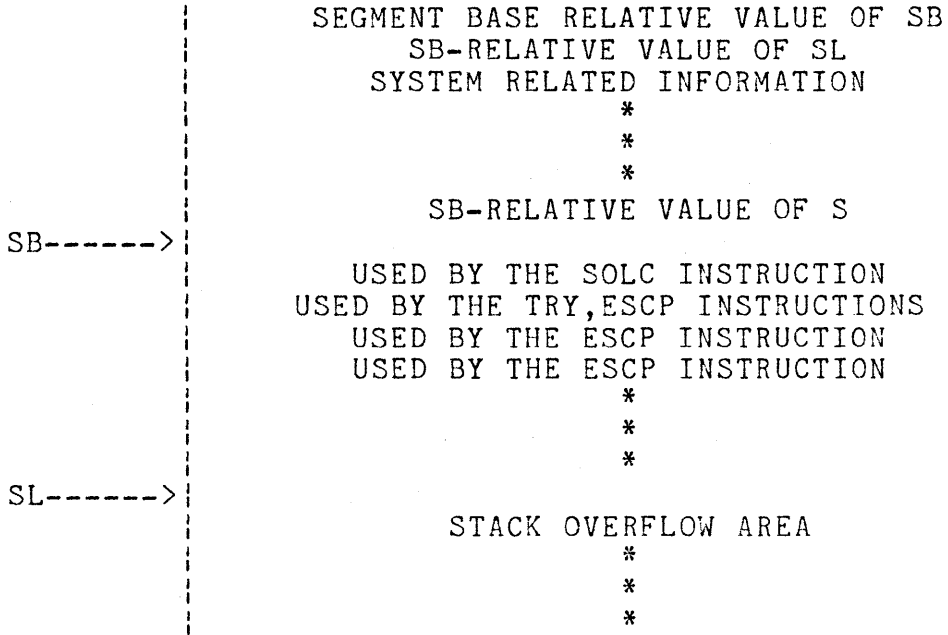 SEGMENT BASE RELATIVE VALUE OF SB
SB-RELATIVE VALUE OF SL
SYSTEM RELATED INFORMATION
*
*
*
SB-RELATIVE VALUE OF S
SB------>
USED BY THE SOLC INSTRUCTION
USED BY THE TRY,ESCP INSTRUCTIONS
USED BY THE ESCP INSTRUCTION
USED BY THE ESCP INSTRUCTION
*
*
*
SL------>
STACK OVERFLOW AREA
*
*
*